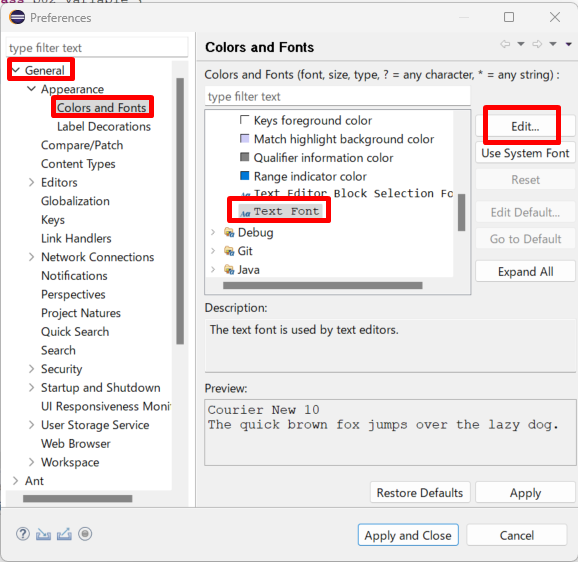 Preferences
type filter text
General
Appearance
Colors and Fonts
Label Decorations
Compare/Patch
Content Types
Editors
Globalization
Keys
Link Handlers
Network Connections
Notifications
Perspectives
Project Natures
Quick Search
Search
Security
Startup and Shutdown
UI Responsiveness Moni
User Storage Service
Web Browser
Workspace
Ant
Colors and Fonts
Colors and Fonts (font, size, type, ? = any character, * = any string) :
type filter text
Keys foreground color
Match highlight background color
Qualifier information color
Range indicator color
Text Editor Block Selection Fo
Text Font
Debug
Git
Java
Edit...
Use System Font
Reset
Edit Default...
Go to Default
Expand All
Description:
The text font is used by text editors.
Preview:
Courier New 10
The quick brown fox jumps over the lazy dog.
Restore Defaults
Apply
Apply and Close
Cancel